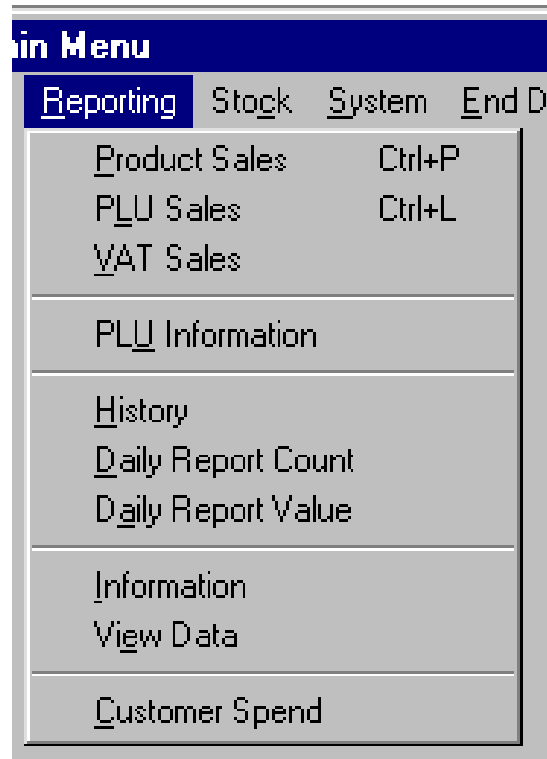 in Menu
Reporting Stock System End D
Product Sales Ctrl+P
PLU Sales Ctrl+L
VAT Sales
PLU Information
History
Daily Report Count
Daily Report Value
Information
View Data
Customer Spend